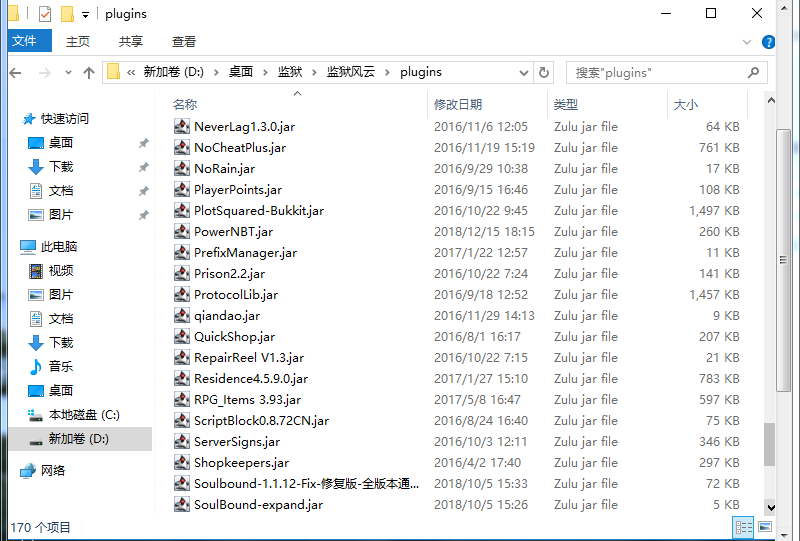 plugins
文件 主页 共享 查看
« 新加卷 (D:) › 桌面 › 监狱 › 监狱风云 › plugins 搜索"plugins"
快速访问
桌面
下载
文档
图片
此电脑
视频
图片
文档
下载
音乐
桌面
本地磁盘 (C:)
新加卷 (D:)
网络
名称 修改日期 类型 大小
NeverLag1.3.0.jar 2016/11/6 12:05 Zulu jar file 64 KB
NoCheatPlus.jar 2016/11/19 15:19 Zulu jar file 761 KB
NoRain.jar 2016/9/29 10:38 Zulu jar file 17 KB
PlayerPoints.jar 2016/9/15 16:46 Zulu jar file 108 KB
PlotSquared-Bukkit.jar 2016/10/22 9:45 Zulu jar file 1,497 KB
PowerNBT.jar 2018/12/15 18:15 Zulu jar file 260 KB
PrefixManager.jar 2017/1/22 12:57 Zulu jar file 11 KB
Prison2.2.jar 2016/10/22 7:24 Zulu jar file 141 KB
ProtocolLib.jar 2016/9/18 12:52 Zulu jar file 1,457 KB
qiandao.jar 2016/11/29 14:13 Zulu jar file 9 KB
QuickShop.jar 2016/8/1 16:17 Zulu jar file 207 KB
RepairReel V1.3.jar 2016/10/22 7:15 Zulu jar file 21 KB
Residence4.5.9.0.jar 2017/1/27 15:10 Zulu jar file 783 KB
RPG_Items 3.93.jar 2017/5/8 16:47 Zulu jar file 597 KB
ScriptBlock0.8.72CN.jar 2016/8/24 16:40 Zulu jar file 75 KB
ServerSigns.jar 2016/10/3 12:11 Zulu jar file 346 KB
Shopkeepers.jar 2016/4/2 17:40 Zulu jar file 297 KB
Soulbound-1.1.12-Fix-修复版-全版本通... 2018/10/5 15:33 Zulu jar file 72 KB
SoulBound-expand.jar 2018/10/5 15:26 Zulu jar file 5 KB
170 个项目